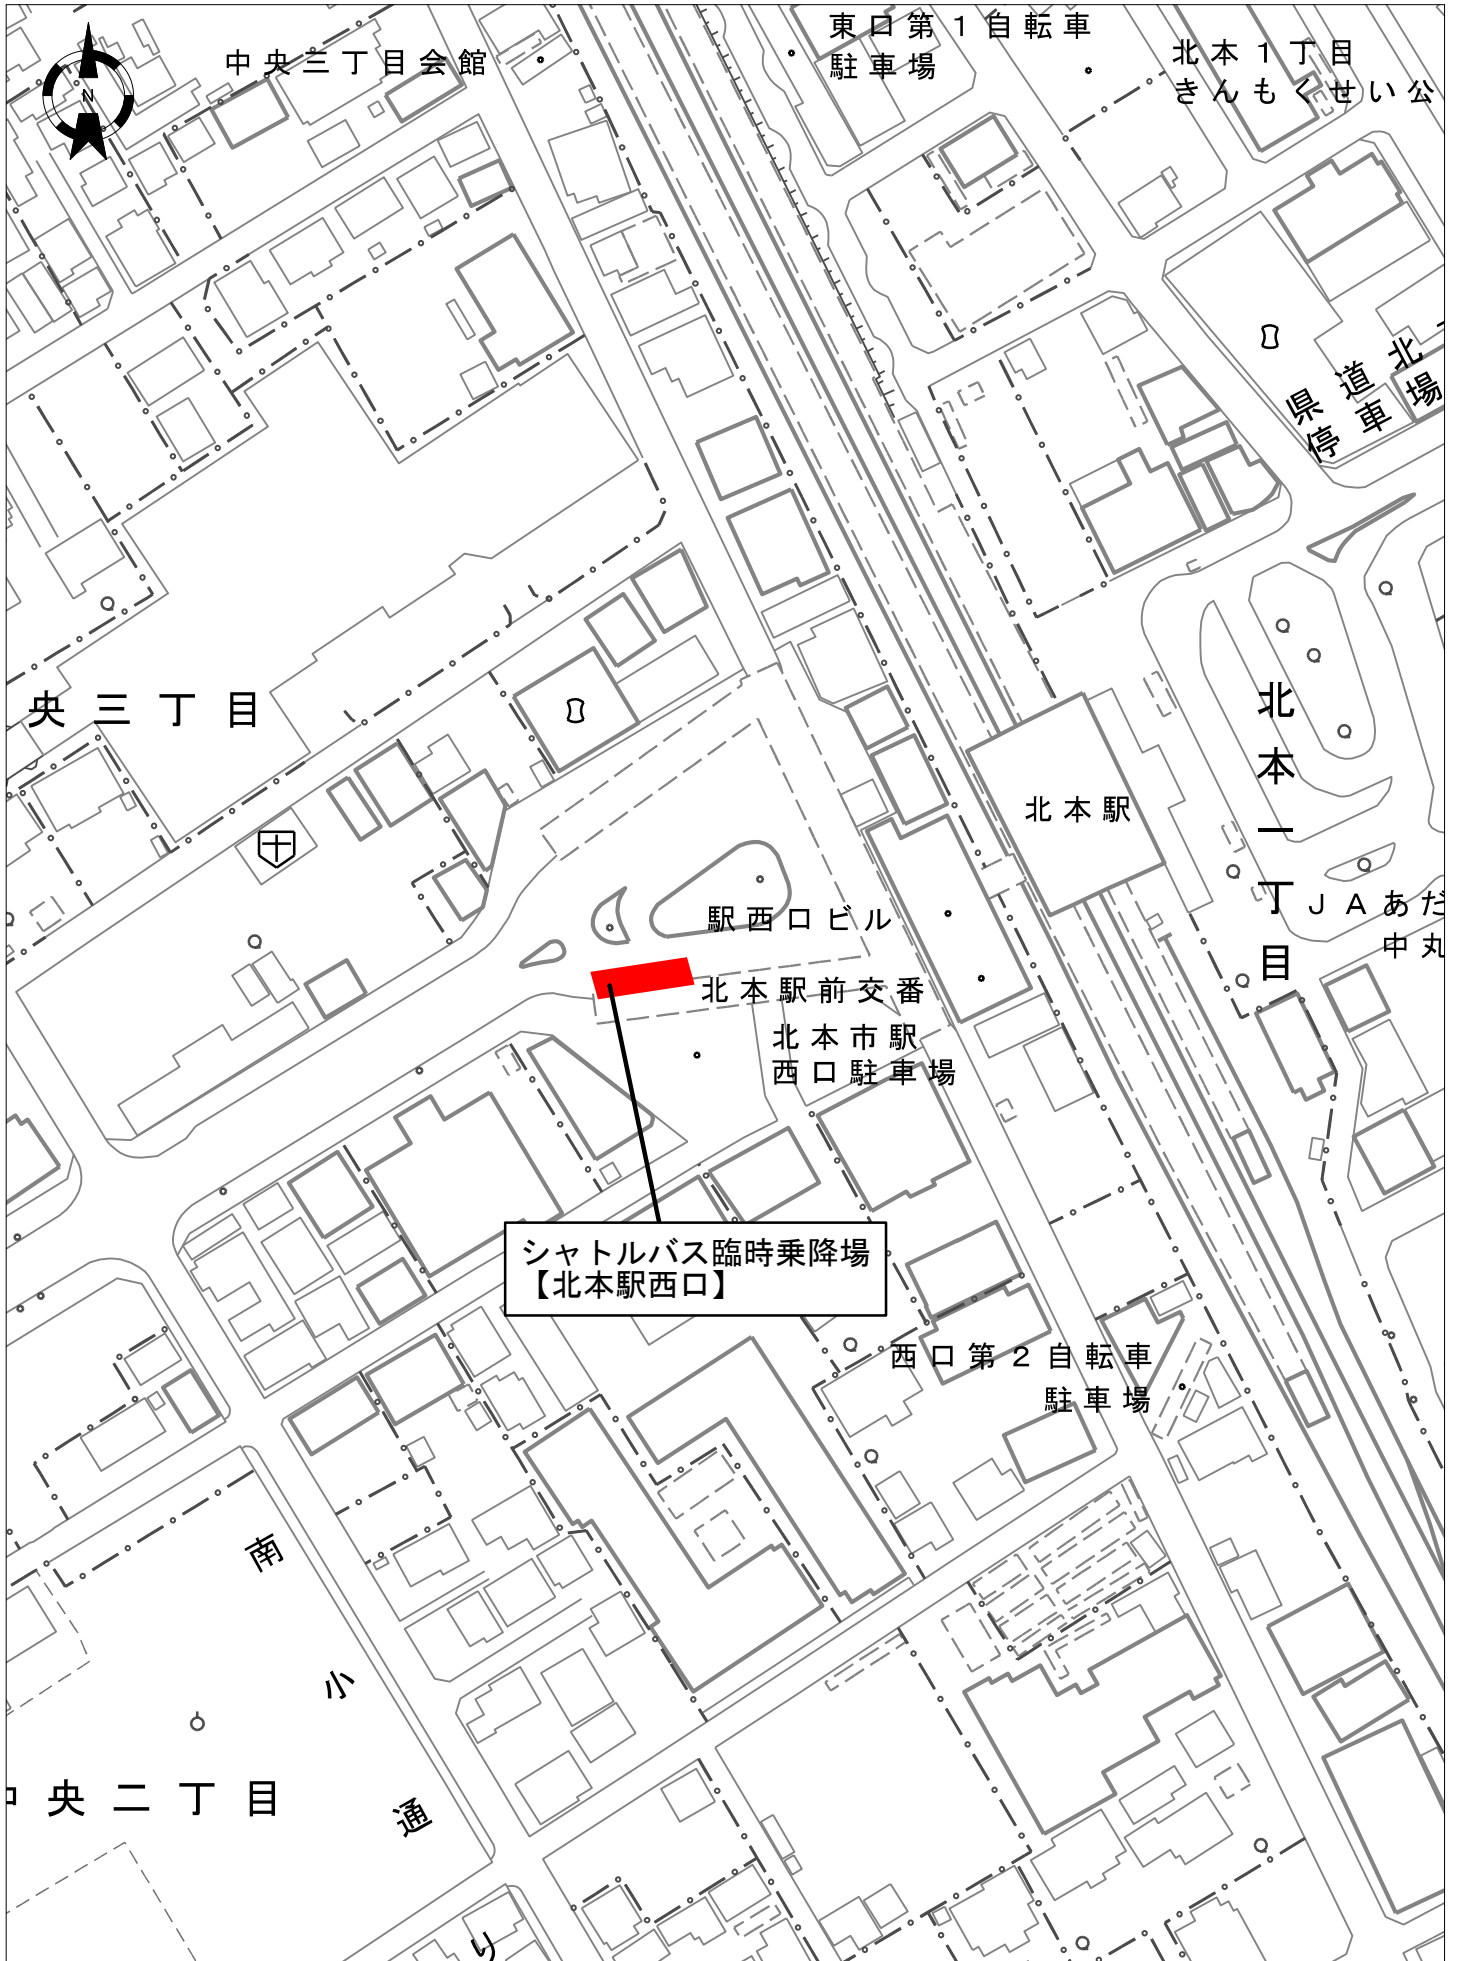 東口第１自転車
駐車場
中央三丁目会館
北本１丁目
きんもくせい公
N
県道北
停車場
央三丁目
北本一丁目
北本駅
駅西口ビル
ＪＡあだ
中丸
北本駅前交番
北本市駅
西口駐車場
シャトルバス臨時乗降場
【北本駅西口】
西口第２自転車
駐車場
南小通り
中央二丁目